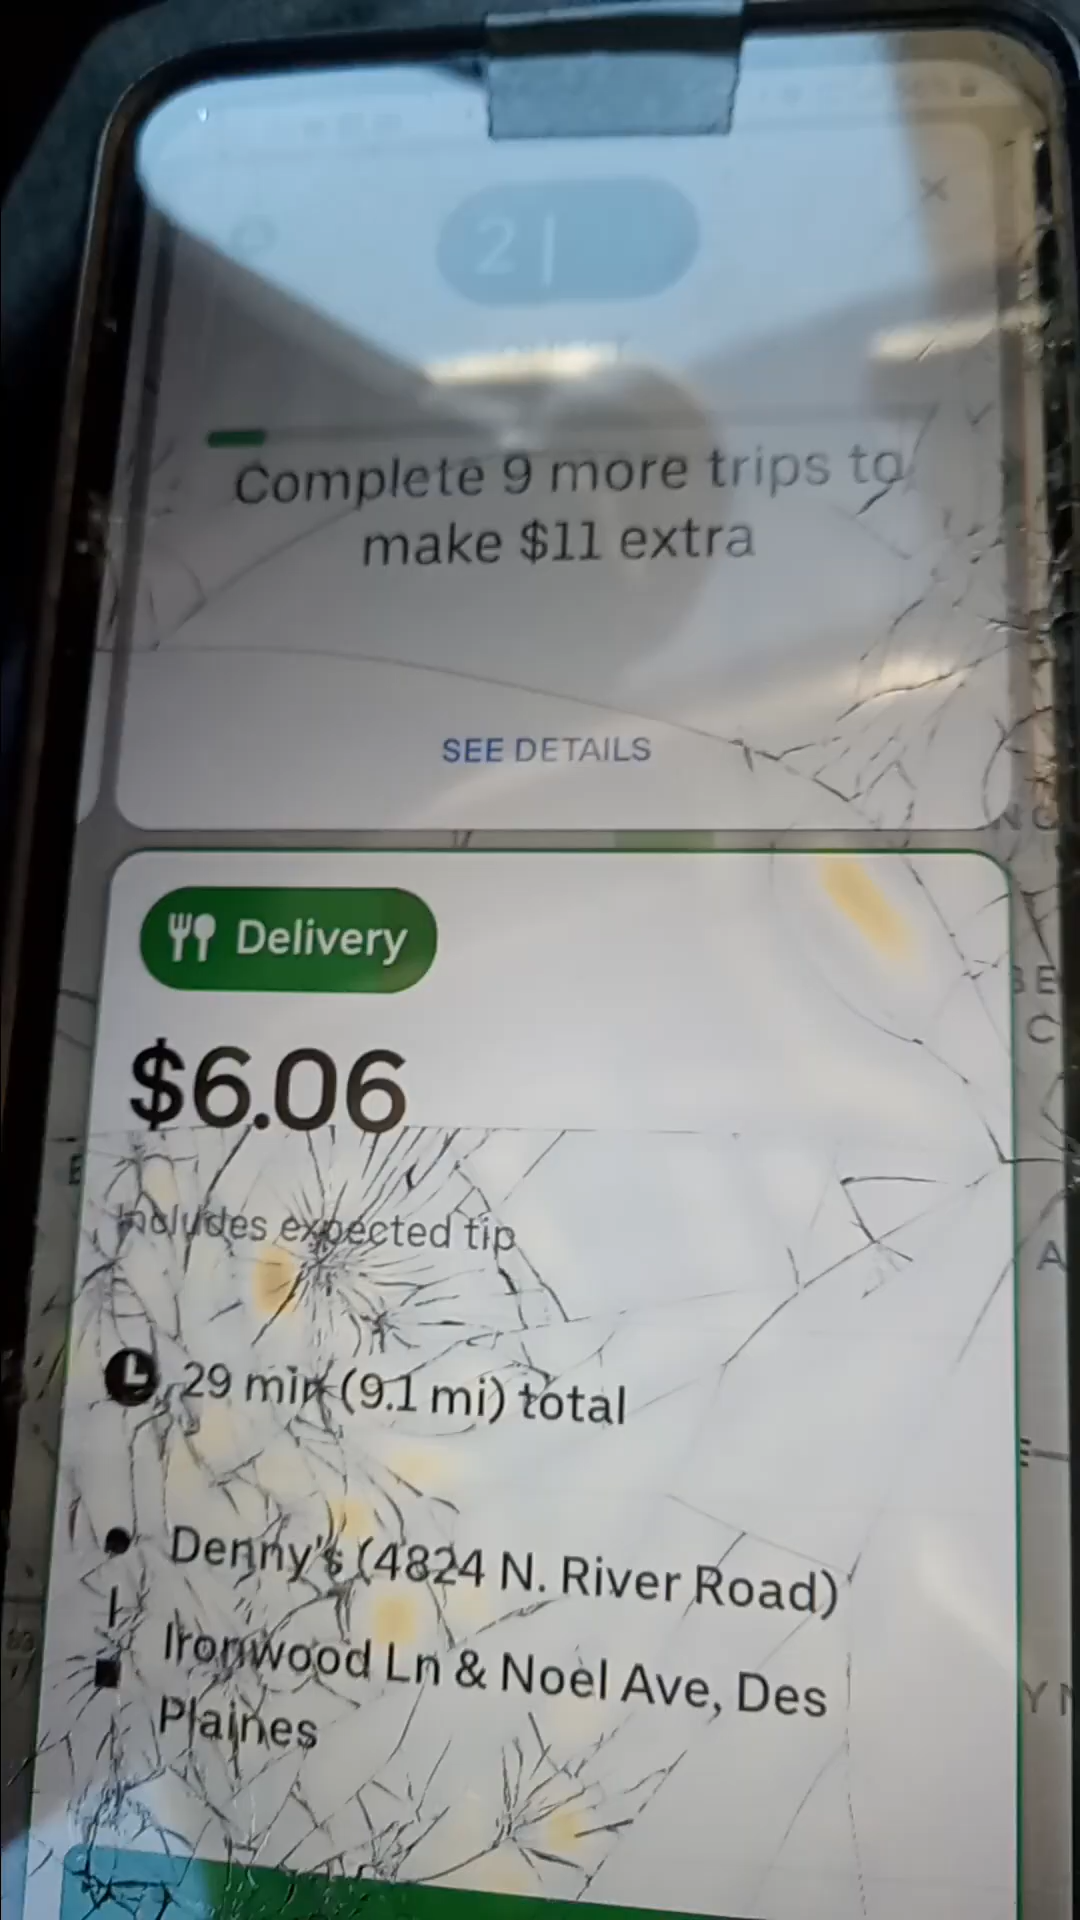 2 |
Complete 9 more trips to
make $11 extra
SEE DETAILS
Delivery
$6.06
Includes expected tip
29 min (9.1 mi) total
Denny's (4824 N. River Road)
Ironwood Ln & Noel Ave, Des
Plaines